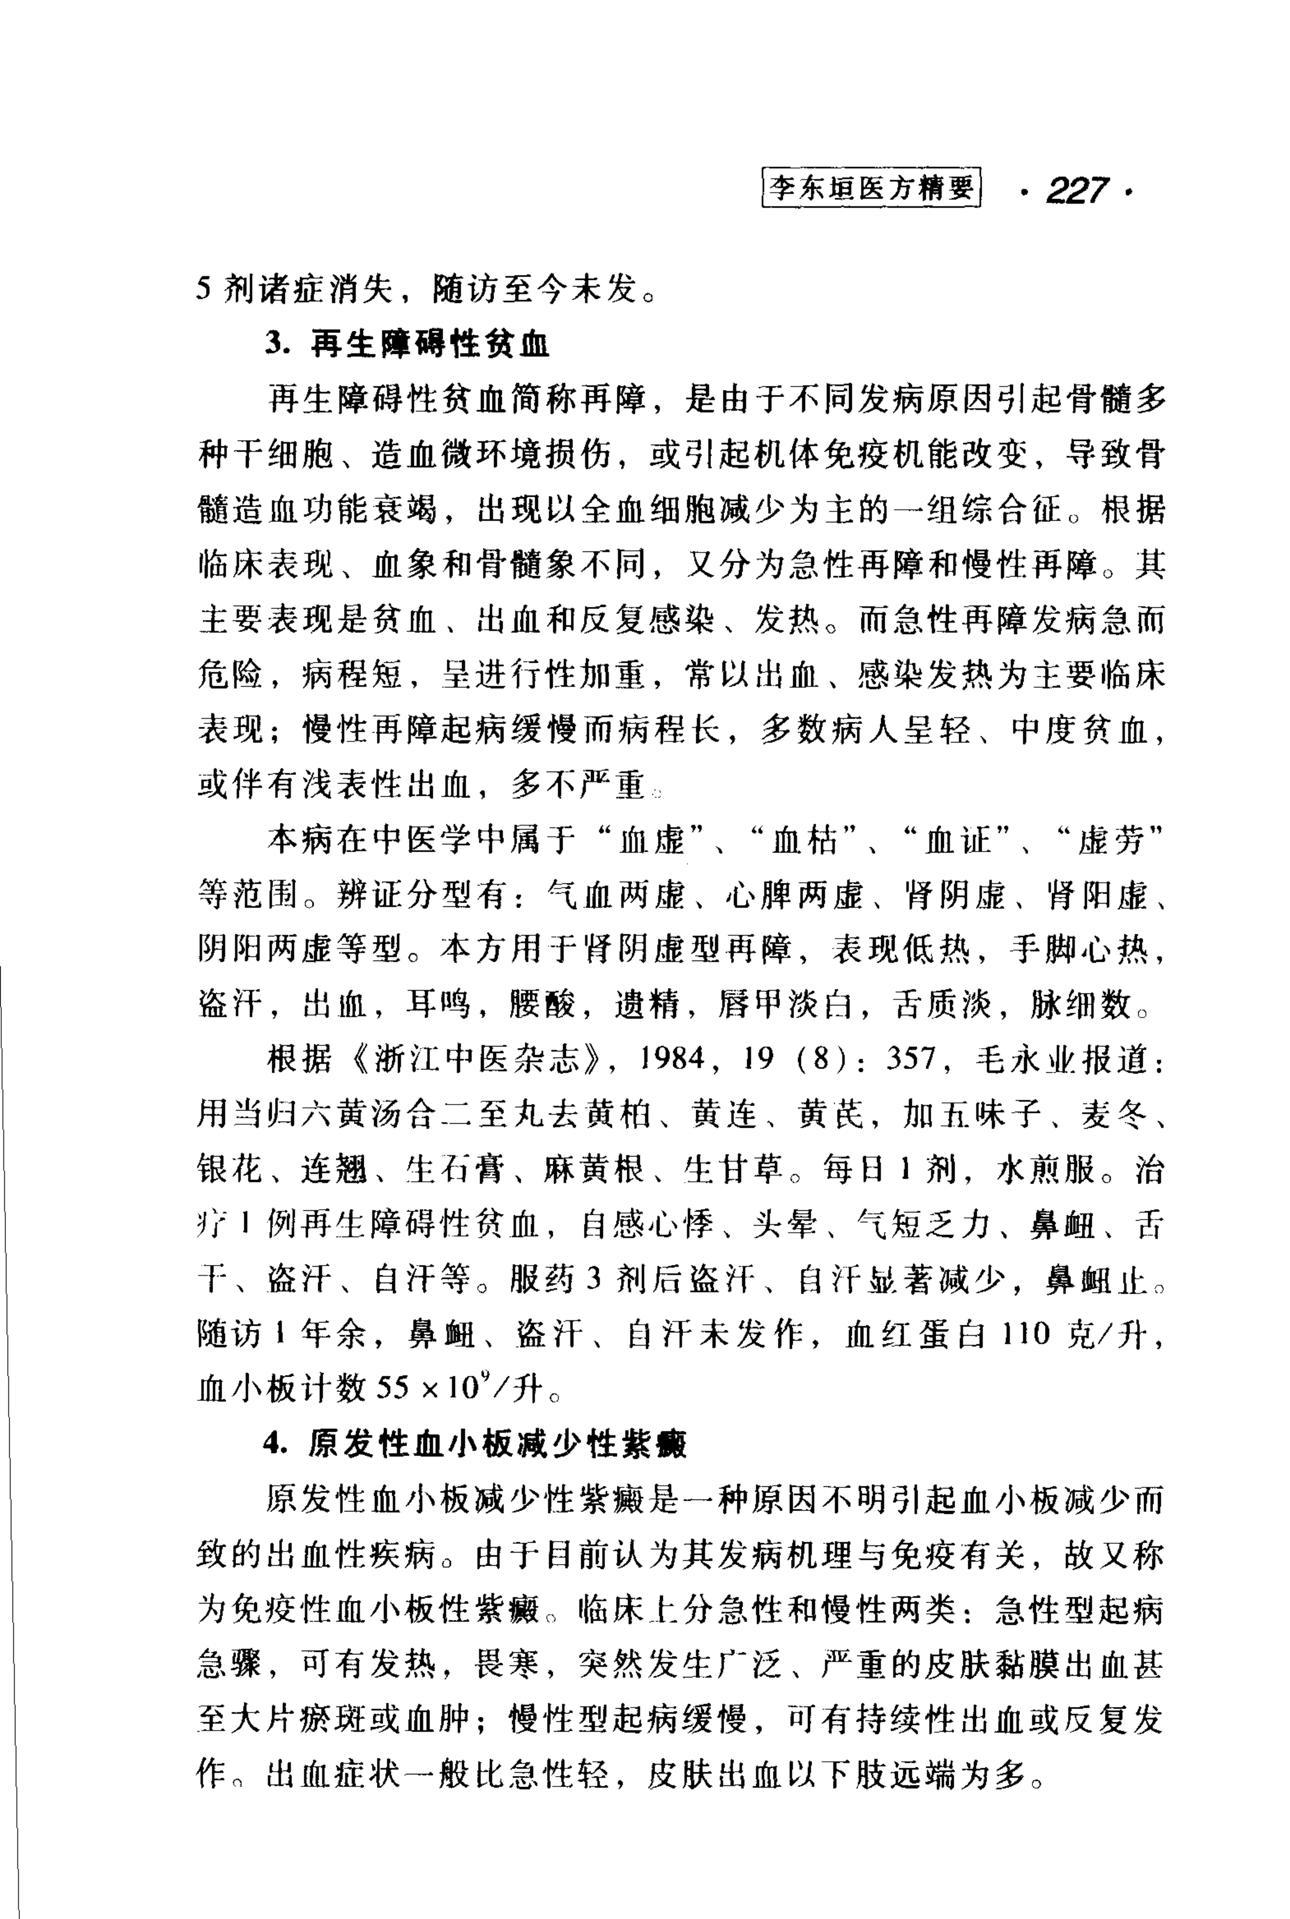 李东垣医方精要 ·227·
5 剂诸症消失，随访至今未发。
3. 再生障碍性贫血
再生障碍性贫血简称再障，是由于不同发病原因引起骨髓多
种干细胞、造血微环境损伤，或引起机体免疫机能改变，导致骨
髓造血功能衰竭，出现以全血细胞减少为主的一组综合征。根据
临床表现、血象和骨髓象不同，又分为急性再障和慢性再障。其
主要表现是贫血、出血和反复感染、发热。而急性再障发病急而
危险，病程短，呈进行性加重，常以出血、感染发热为主要临床
表现；慢性再障起病缓慢而病程长，多数病人呈轻、中度贫血，
或伴有浅表性出血，多不严重。
本病在中医学中属于“血虚”、“血枯”、“血证”、“虚劳”
等范围。辨证分型有：气血两虚、心脾两虚、肾阴虚、肾阳虚、
阴阳两虚等型。本方用于肾阴虚型再障，表现低热，手脚心热，
盗汗，出血，耳鸣，腰酸，遗精，唇甲淡白，舌质淡，脉细数。
根据《浙江中医杂志》，1984，19（8）：357，毛永业报道：
用当归六黄汤合二至丸去黄柏、黄连、黄芪，加五味子、麦冬、
银花、连翘、生石膏、麻黄根、生甘草。每日 1 剂，水煎服。治
疗 1 例再生障碍性贫血，自感心悸、头晕、气短乏力、鼻衄、舌
干、盗汗、自汗等。服药 3 剂后盗汗、自汗显著减少，鼻衄止。
随访 1 年余，鼻衄、盗汗、自汗未发作，血红蛋白 110 克/升，
血小板计数 55 ×10⁹/升。
4. 原发性血小板减少性紫癜
原发性血小板减少性紫癜是一种原因不明引起血小板减少而
致的出血性疾病。由于目前认为其发病机理与免疫有关，故又称
为免疫性血小板性紫癜。临床上分急性和慢性两类：急性型起病
急骤，可有发热，畏寒，突然发生广泛、严重的皮肤黏膜出血甚
至大片瘀斑或血肿；慢性型起病缓慢，可有持续性出血或反复发
作。出血症状一般比急性轻，皮肤出血以下肢远端为多。